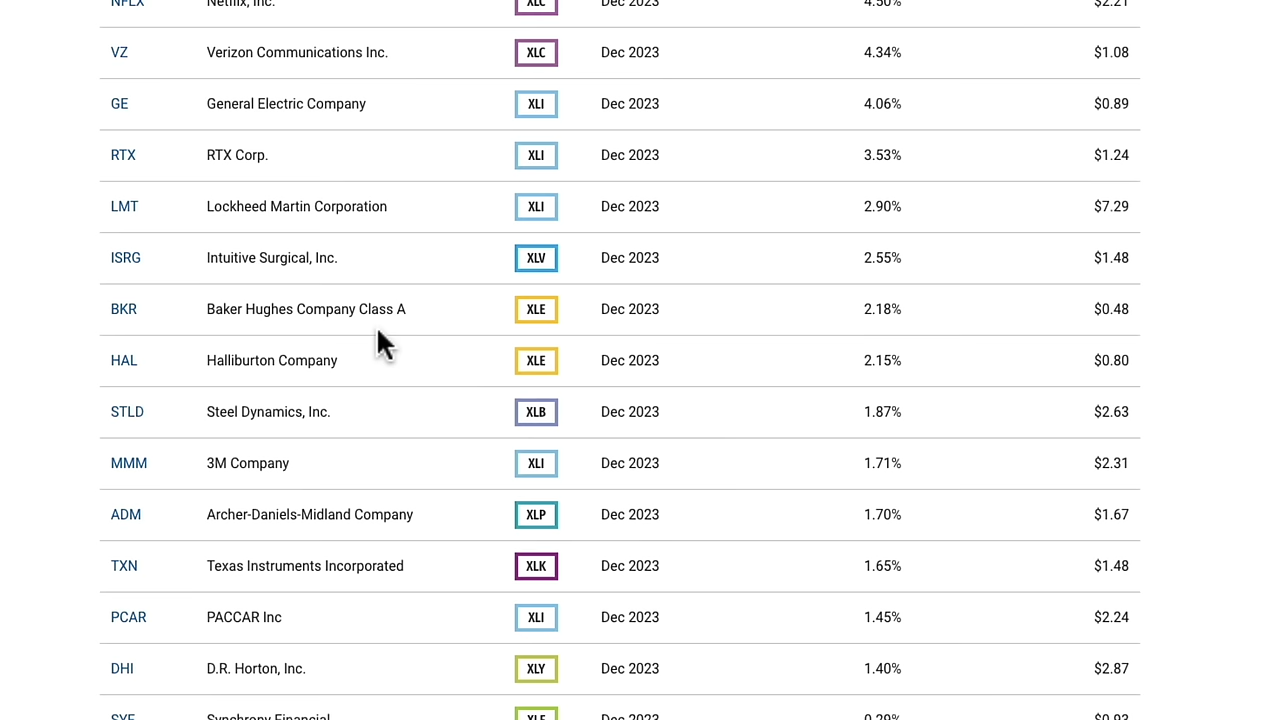 NFLX Netflix, Inc. XLC Dec 2023 4.50% $2.21
VZ Verizon Communications Inc. XLC Dec 2023 4.34% $1.08
GE General Electric Company XLI Dec 2023 4.06% $0.89
RTX RTX Corp. XLI Dec 2023 3.53% $1.24
LMT Lockheed Martin Corporation XLI Dec 2023 2.90% $7.29
ISRG Intuitive Surgical, Inc. XLV Dec 2023 2.55% $1.48
BKR Baker Hughes Company Class A XLE Dec 2023 2.18% $0.48
HAL Halliburton Company XLE Dec 2023 2.15% $0.80
STLD Steel Dynamics, Inc. XLB Dec 2023 1.87% $2.63
MMM 3M Company XLI Dec 2023 1.71% $2.31
ADM Archer-Daniels-Midland Company XLP Dec 2023 1.70% $1.67
TXN Texas Instruments Incorporated XLK Dec 2023 1.65% $1.48
PCAR PACCAR Inc XLI Dec 2023 1.45% $2.24
DHI D.R. Horton, Inc. XLY Dec 2023 1.40% $2.87
SYF Synchrony Financial XLF Dec 2023 0.29% $0.93